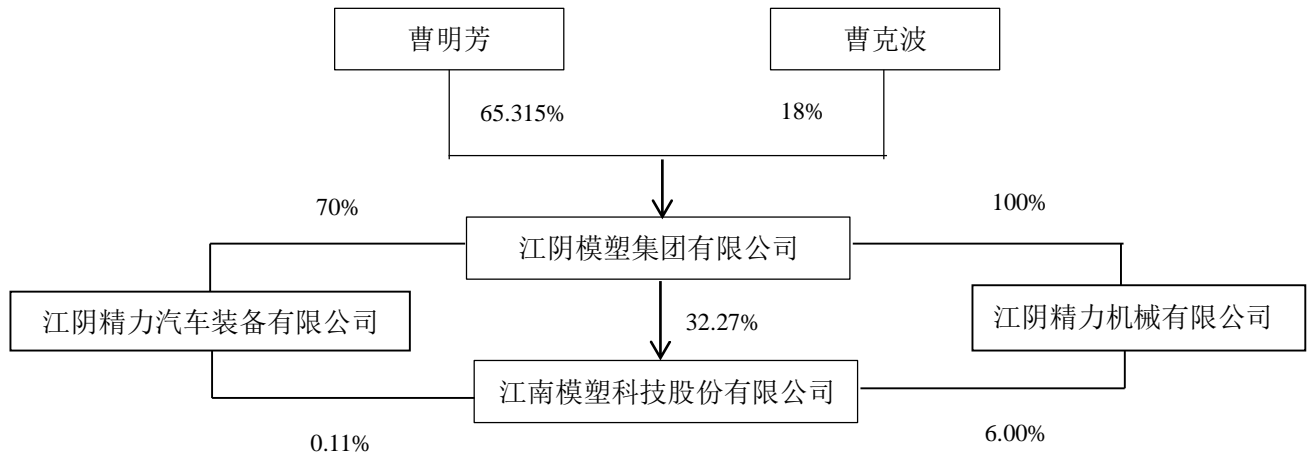 曹明芳
曹克波
65.315%
18%
70%
100%
江阴模塑集团有限公司
江阴精力汽车装备有限公司
32.27%
江阴精力机械有限公司
江南模塑科技股份有限公司
0.11%
6.00%